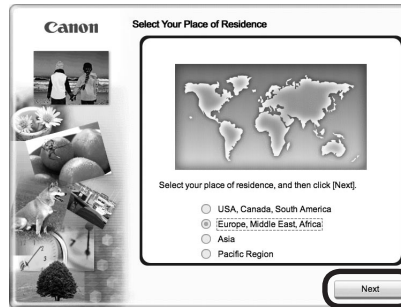 Canon
Select Your Place of Residence
Select your place of residence, and then click [Next].
USA, Canada, South America
Europe, Middle East, Africa
Asia
Pacific Region
Next